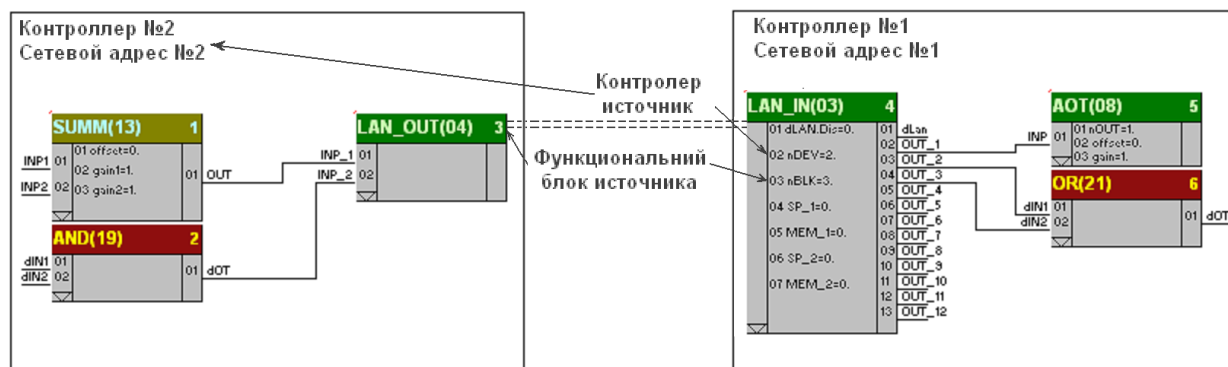 Контроллер №2
Сетевой адрес №2
SUMM(13) 1
INP1 01 01 offset=0.
02 gain1=1. 01 OUT
INP2 02 03 gain2=1.
AND(19) 2
dIN1 01
dIN2 02 01 dOT
LAN_OUT(04) 3
INP_1 01
INP_2 02
Контролер
источник
Функциональний
блок источника
Контроллер №1
Сетевой адрес №1
LAN_IN(03) 4
01 dLAN.Dis=0. 01 dLan
02 OUT_1
02 nDEV=2. 03 OUT_2
04 OUT_3
03 nBLK=3. 05 OUT_4
04 SP_1=0. 06 OUT_5
07 OUT_6
05 MEM_1=0. 08 OUT_7
09 OUT_8
06 SP_2=0. 10 OUT_9
11 OUT_10
07 MEM_2=0. 12 OUT_11
13 OUT_12
AOT(08) 5
INP 01 01 nOUT=1.
02 offset=0.
03 gain=1.
OR(21) 6
dIN1 01
dIN2 02 01 dOT